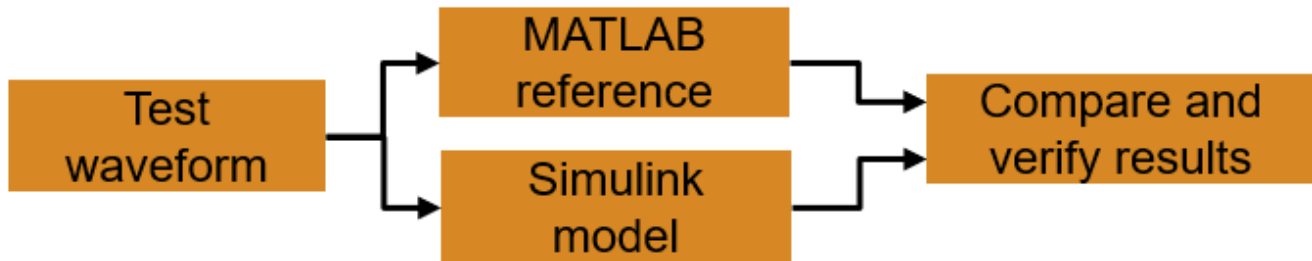 Test
waveform
MATLAB
reference
Simulink
model
Compare and
verify results